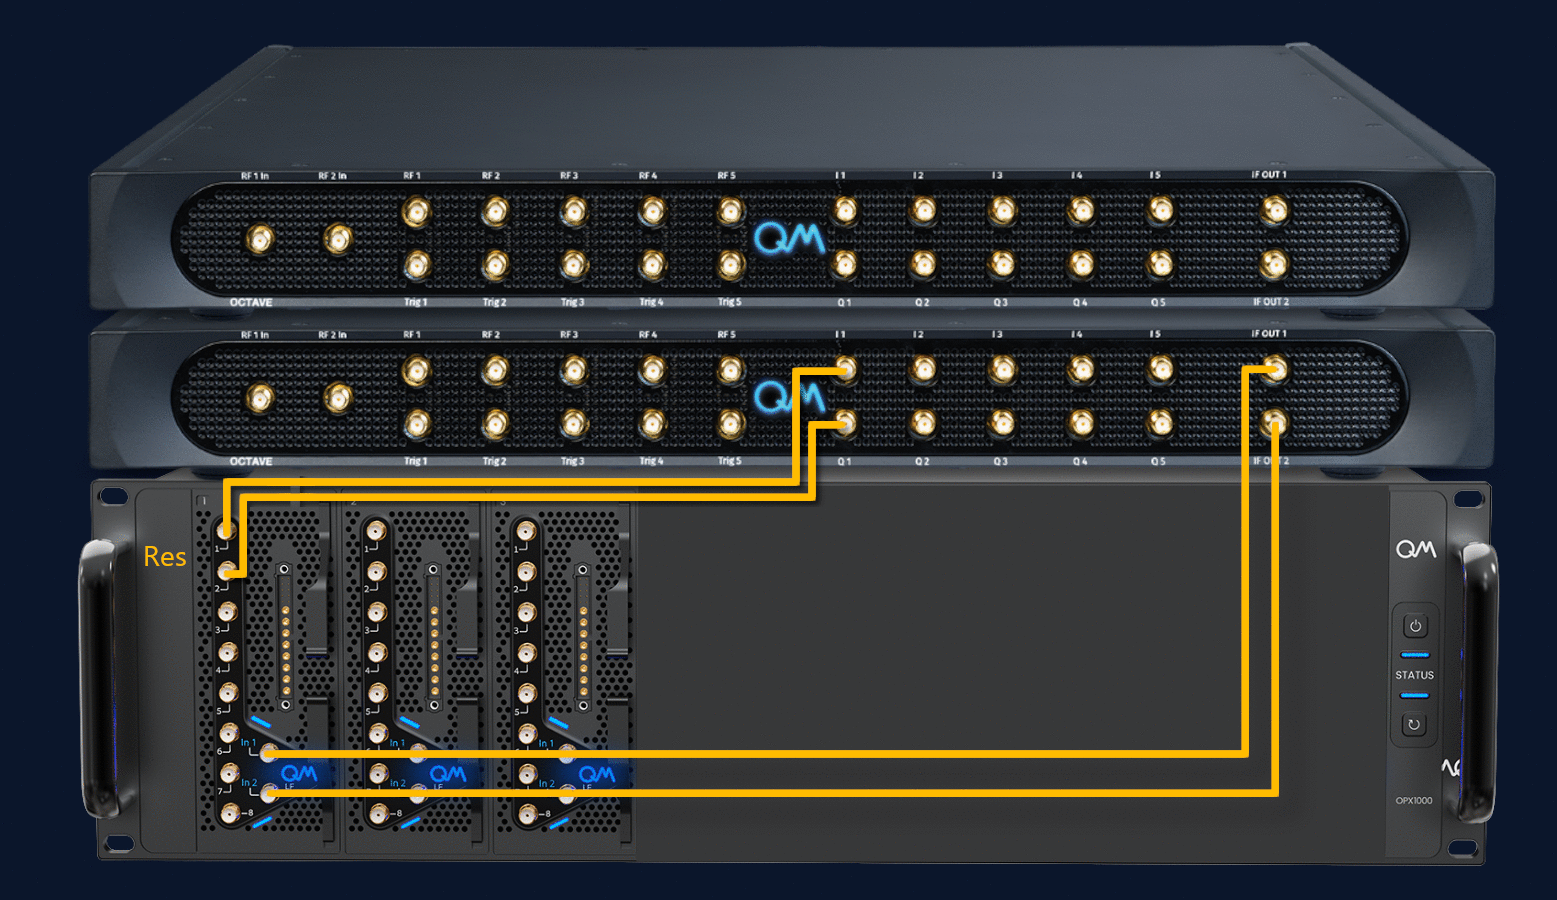 RF 1 In RF 2 In RF 1 RF 2 RF 3 RF 4 RF 5 I 1 I 2 I 3 I 4 I 5 IF OUT 1
QM
OCTAVE Trig 1 Trig 2 Trig 3 Trig 4 Trig 5 Q 1 Q 2 Q 3 Q 4 Q 5 IF OUT 2
RF 1 In RF 2 In RF 1 RF 2 RF 3 RF 4 RF 5 I 1 I 2 I 3 I 4 I 5 IF OUT 1
QM
OCTAVE Trig 1 Trig 2 Trig 3 Trig 4 Trig 5 Q 1 Q 2 Q 3 Q 4 Q 5 IF OUT 2
1 2 3
Res
1 1 1
QM
2 2 2
3 3 3
4 4 4
STATUS
5 5 5
In 1 In 1 In 1
6
QM QM QM
In 2 In 2 In 2
7
LF LF LF
8 8 8
OPX1000